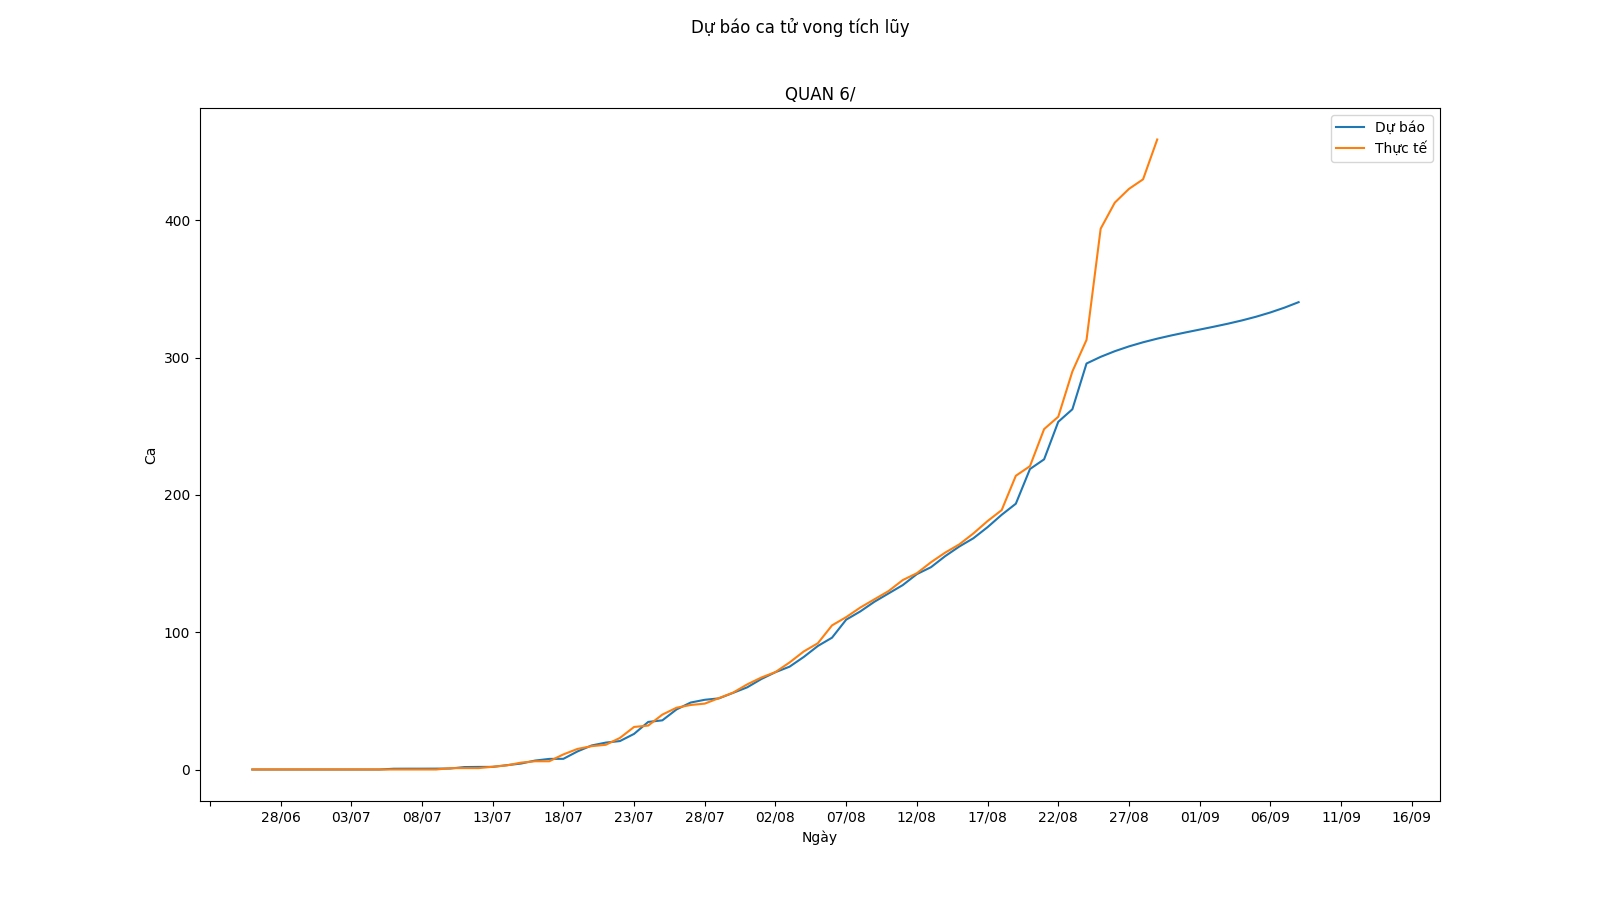 Dự báo ca tử vong tích lũy
QUAN 6/
Dự báo
Thực tế
400
300
200
100
0
Ca
28/06 03/07 08/07 13/07 18/07 23/07 28/07 02/08 07/08 12/08 17/08 22/08 27/08 01/09 06/09 11/09 16/09
Ngày